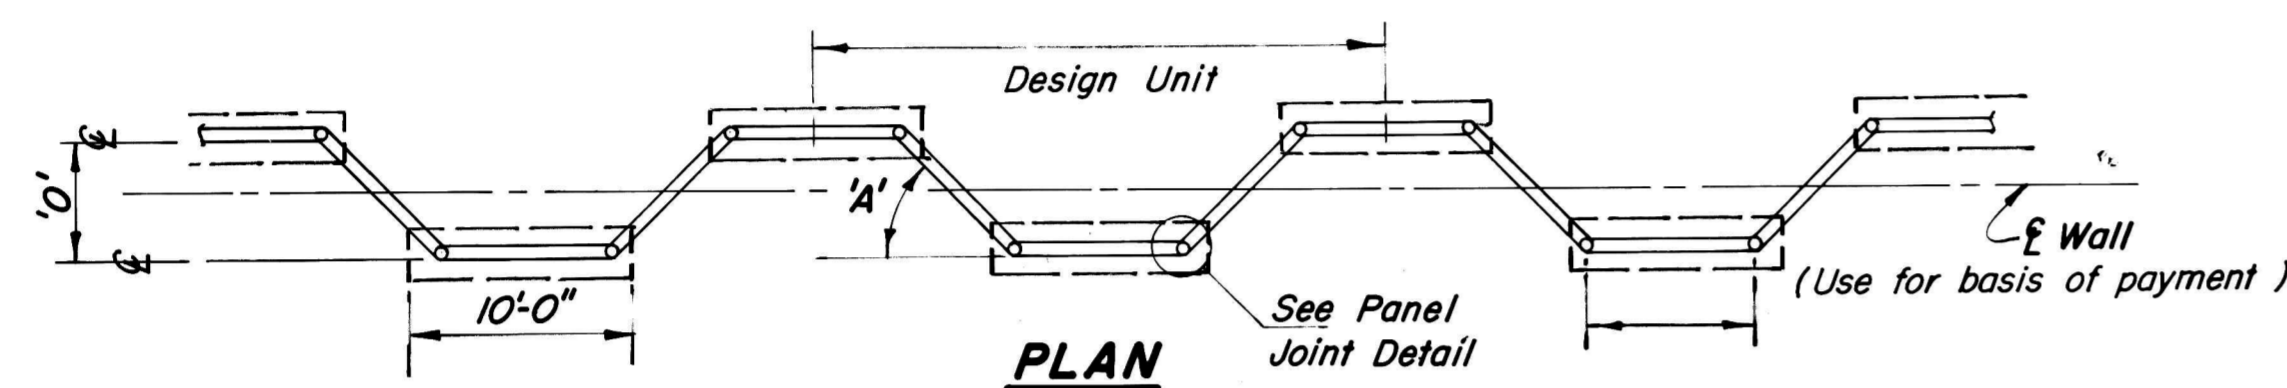 Design Unit
℄
'O'
'A'
℄
℄ Wall
(Use for basis of payment)
10'-0"
See Panel
Joint Detail
PLAN